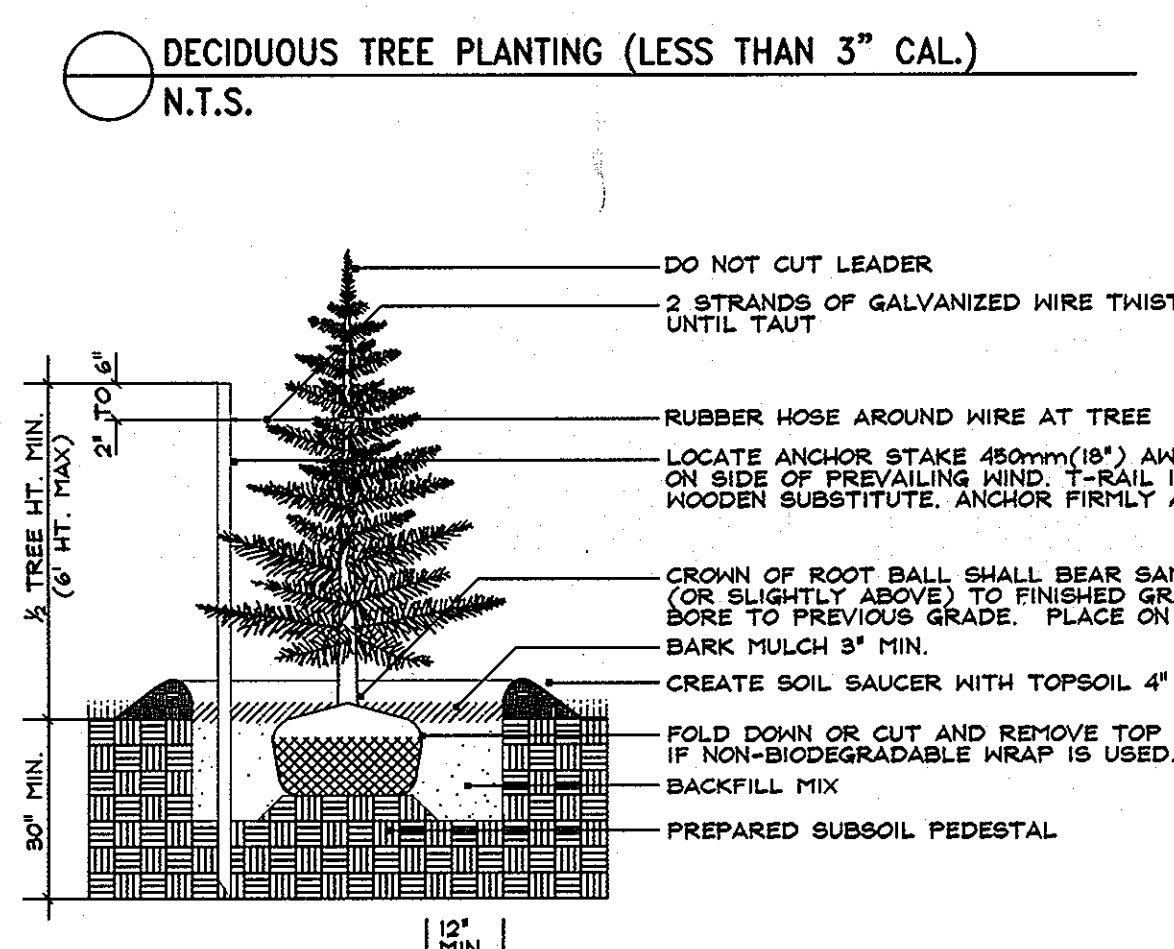 DECIDUOUS TREE PLANTING (LESS THAN 3" CAL.)
N.T.S.
DO NOT CUT LEADER
2 STRANDS OF GALVANIZED WIRE TWIST
UNTIL TAUT
RUBBER HOSE AROUND WIRE AT TREE
LOCATE ANCHOR STAKE 450mm(18") AW
ON SIDE OF PREVAILING WIND. T-RAIL I
WOODEN SUBSTITUTE. ANCHOR FIRMLY A
CROWN OF ROOT BALL SHALL BEAR SAM
(OR SLIGHTLY ABOVE) TO FINISHED GRA
BORE TO PREVIOUS GRADE. PLACE ON
BARK MULCH 3" MIN.
CREATE SOIL SAUCER WITH TOPSOIL 4"
FOLD DOWN OR CUT AND REMOVE TOP
IF NON-BIODEGRADABLE WRAP IS USED.
BACKFILL MIX
PREPARED SUBSOIL PEDESTAL
2" TO 6"
½ TREE HT. MIN.
(6' HT. MAX)
30" MIN.
12"
MIN